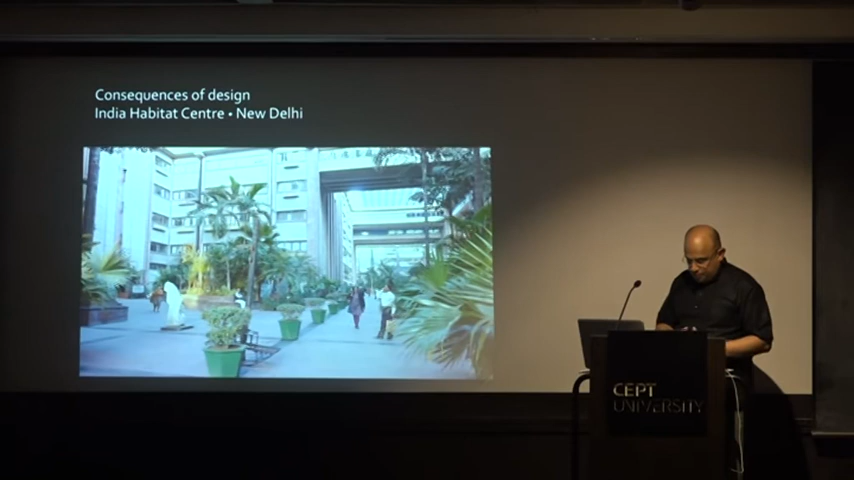 Consequences of design
India Habitat Centre • New Delhi
CEPT
UNIVERSITY